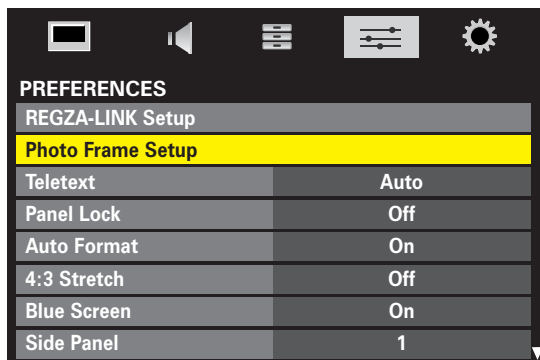 PREFERENCES
REGZA-LINK Setup
Photo Frame Setup
Teletext Auto
Panel Lock Off
Auto Format On
4:3 Stretch Off
Blue Screen On
Side Panel 1